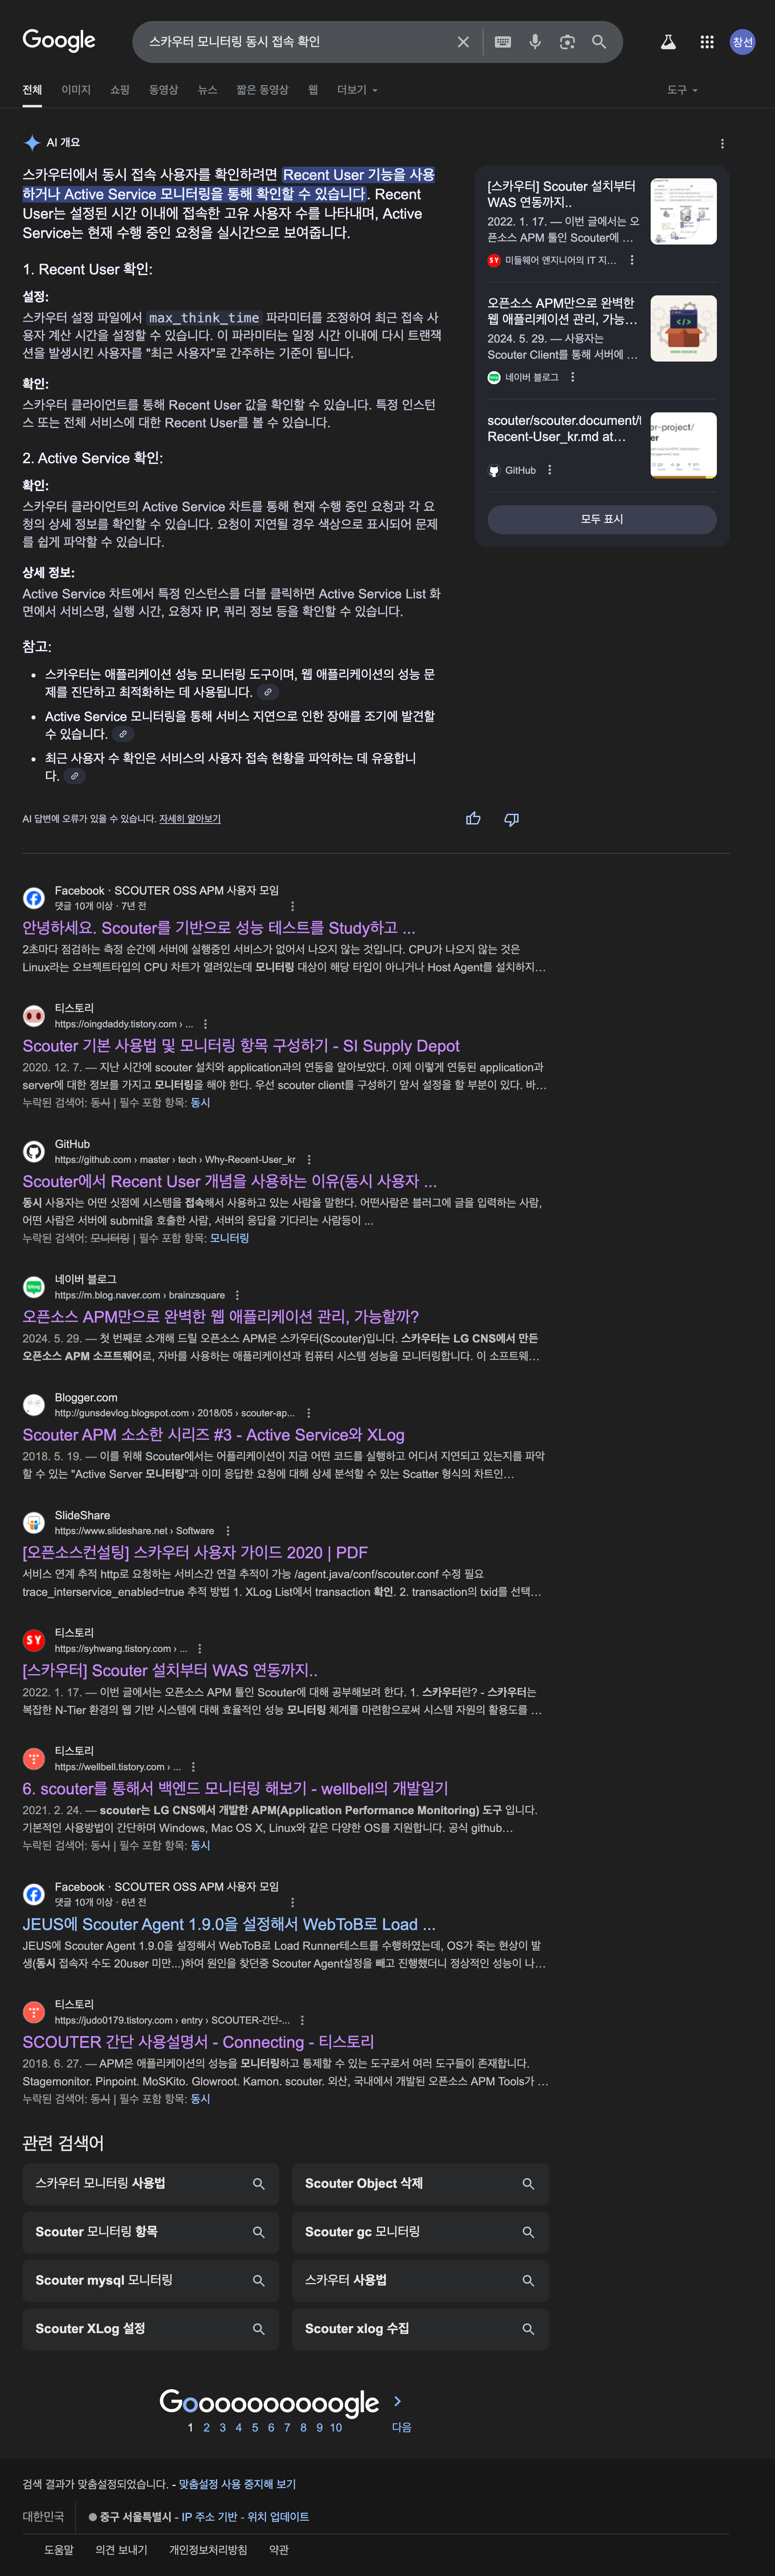 Google
스카우터 모니터링 동시 접속 확인
창선
전체 이미지 쇼핑 동영상 뉴스 짧은 동영상 웹 더보기 도구
AI 개요
스카우터에서 동시 접속 사용자를 확인하려면 Recent User 기능을 사용
하거나 Active Service 모니터링을 통해 확인할 수 있습니다. Recent
User는 설정된 시간 이내에 접속한 고유 사용자 수를 나타내며, Active
Service는 현재 수행 중인 요청을 실시간으로 보여줍니다.
1. Recent User 확인:
설정:
스카우터 설정 파일에서 max_think_time 파라미터를 조정하여 최근 접속 사
용자 계산 시간을 설정할 수 있습니다. 이 파라미터는 일정 시간 이내에 다시 트랜잭
션을 발생시킨 사용자를 "최근 사용자"로 간주하는 기준이 됩니다.
확인:
스카우터 클라이언트를 통해 Recent User 값을 확인할 수 있습니다. 특정 인스턴
스 또는 전체 서비스에 대한 Recent User를 볼 수 있습니다.
2. Active Service 확인:
확인:
스카우터 클라이언트의 Active Service 차트를 통해 현재 수행 중인 요청과 각 요
청의 상세 정보를 확인할 수 있습니다. 요청이 지연될 경우 색상으로 표시되어 문제
를 쉽게 파악할 수 있습니다.
상세 정보:
Active Service 차트에서 특정 인스턴스를 더블 클릭하면 Active Service List 화
면에서 서비스명, 실행 시간, 요청자 IP, 쿼리 정보 등을 확인할 수 있습니다.
참고:
• 스카우터는 애플리케이션 성능 모니터링 도구이며, 웹 애플리케이션의 성능 문
제를 진단하고 최적화하는 데 사용됩니다.
• Active Service 모니터링을 통해 서비스 지연으로 인한 장애를 조기에 발견할
수 있습니다.
• 최근 사용자 수 확인은 서비스의 사용자 접속 현황을 파악하는 데 유용합니
다.
AI 답변에 오류가 있을 수 있습니다. 자세히 알아보기
[스카우터] Scouter 설치부터
WAS 연동까지..
2022. 1. 17. — 이번 글에서는 오
픈소스 APM 툴인 Scouter에 ...
SY 미들웨어 엔지니어의 IT 지...
오픈소스 APM만으로 완벽한
웹 애플리케이션 관리, 가능...
2024. 5. 29. — 사용자는
Scouter Client를 통해 서버에 ...
네이버 블로그
scouter/scouter.document/t
Recent-User_kr.md at...
GitHub
er-project/
er
모두 표시
Facebook · SCOUTER OSS APM 사용자 모임
댓글 10개 이상 · 7년 전
안녕하세요. Scouter를 기반으로 성능 테스트를 Study하고 ...
2초마다 점검하는 측정 순간에 서버에 실행중인 서비스가 없어서 나오지 않는 것입니다. CPU가 나오지 않는 것은
Linux라는 오브젝트타입의 CPU 차트가 열려있는데 모니터링 대상이 해당 타입이 아니거나 Host Agent를 설치하지...
티스토리
https://oingdaddy.tistory.com › ...
Scouter 기본 사용법 및 모니터링 항목 구성하기 - SI Supply Depot
2020. 12. 7. — 지난 시간에 scouter 설치와 application과의 연동을 알아보았다. 이제 이렇게 연동된 application과
server에 대한 정보를 가지고 모니터링을 해야 한다. 우선 scouter client를 구성하기 앞서 설정을 할 부분이 있다. 바...
누락된 검색어: 동시 | 필수 포함 항목: 동시
GitHub
https://github.com › master › tech › Why-Recent-User_kr
Scouter에서 Recent User 개념을 사용하는 이유(동시 사용자 ...
동시 사용자는 어떤 싯점에 시스템을 접속해서 사용하고 있는 사람을 말한다. 어떤사람은 블러그에 글을 입력하는 사람,
어떤 사람은 서버에 submit을 호출한 사람, 서버의 응답을 기다리는 사람등이 ...
누락된 검색어: 모니터링 | 필수 포함 항목: 모니터링
네이버 블로그
https://m.blog.naver.com › brainzsquare
오픈소스 APM만으로 완벽한 웹 애플리케이션 관리, 가능할까?
2024. 5. 29. — 첫 번째로 소개해 드릴 오픈소스 APM은 스카우터(Scouter)입니다. 스카우터는 LG CNS에서 만든
오픈소스 APM 소프트웨어로, 자바를 사용하는 애플리케이션과 컴퓨터 시스템 성능을 모니터링합니다. 이 소프트웨...
Blogger.com
http://gunsdevlog.blogspot.com › 2018/05 › scouter-ap...
Scouter APM 소소한 시리즈 #3 - Active Service와 XLog
2018. 5. 19. — 이를 위해 Scouter에서는 어플리케이션이 지금 어떤 코드를 실행하고 어디서 지연되고 있는지를 파악
할 수 있는 "Active Server 모니터링"과 이미 응답한 요청에 대해 상세 분석할 수 있는 Scatter 형식의 차트인...
SlideShare
https://www.slideshare.net › Software
[오픈소스컨설팅] 스카우터 사용자 가이드 2020 | PDF
서비스 연계 추적 http로 요청하는 서비스간 연결 추적이 가능 /agent.java/conf/scouter.conf 수정 필요
trace_interservice_enabled=true 추적 방법 1. XLog List에서 transaction 확인. 2. transaction의 txid를 선택...
SY
티스토리
https://syhwang.tistory.com › ...
[스카우터] Scouter 설치부터 WAS 연동까지..
2022. 1. 17. — 이번 글에서는 오픈소스 APM 툴인 Scouter에 대해 공부해보려 한다. 1. 스카우터란? - 스카우터는
복잡한 N-Tier 환경의 웹 기반 시스템에 대해 효율적인 성능 모니터링 체계를 마련함으로써 시스템 자원의 활용도를 ...
티스토리
https://wellbell.tistory.com › ...
6. scouter를 통해서 백엔드 모니터링 해보기 - wellbell의 개발일기
2021. 2. 24. — scouter는 LG CNS에서 개발한 APM(Application Performance Monitoring) 도구 입니다.
기본적인 사용방법이 간단하며 Windows, Mac OS X, Linux와 같은 다양한 OS를 지원합니다. 공식 github...
누락된 검색어: 동시 | 필수 포함 항목: 동시
Facebook · SCOUTER OSS APM 사용자 모임
댓글 10개 이상 · 6년 전
JEUS에 Scouter Agent 1.9.0을 설정해서 WebToB로 Load ...
JEUS에 Scouter Agent 1.9.0을 설정해서 WebToB로 Load Runner테스트를 수행하였는데, OS가 죽는 현상이 발
생(동시 접속자 수도 20user 미만...)하여 원인을 찾던중 Scouter Agent설정을 빼고 진행했더니 정상적인 성능이 나...
티스토리
https://judo0179.tistory.com › entry › SCOUTER-간단-...
SCOUTER 간단 사용설명서 - Connecting - 티스토리
2018. 6. 27. — APM은 애플리케이션의 성능을 모니터링하고 통제할 수 있는 도구로서 여러 도구들이 존재합니다.
Stagemonitor. Pinpoint. MoSKito. Glowroot. Kamon. scouter. 외산, 국내에서 개발된 오픈소스 APM Tools가 ...
누락된 검색어: 동시 | 필수 포함 항목: 동시
관련 검색어
스카우터 모니터링 사용법
Scouter Object 삭제
Scouter 모니터링 항목
Scouter gc 모니터링
Scouter mysql 모니터링
스카우터 사용법
Scouter XLog 설정
Scouter xlog 수집
Goooooooooogle
1 2 3 4 5 6 7 8 9 10 다음
검색 결과가 맞춤설정되었습니다. - 맞춤설정 사용 중지해 보기
대한민국 중구 서울특별시 - IP 주소 기반 - 위치 업데이트
도움말 의견 보내기 개인정보처리방침 약관